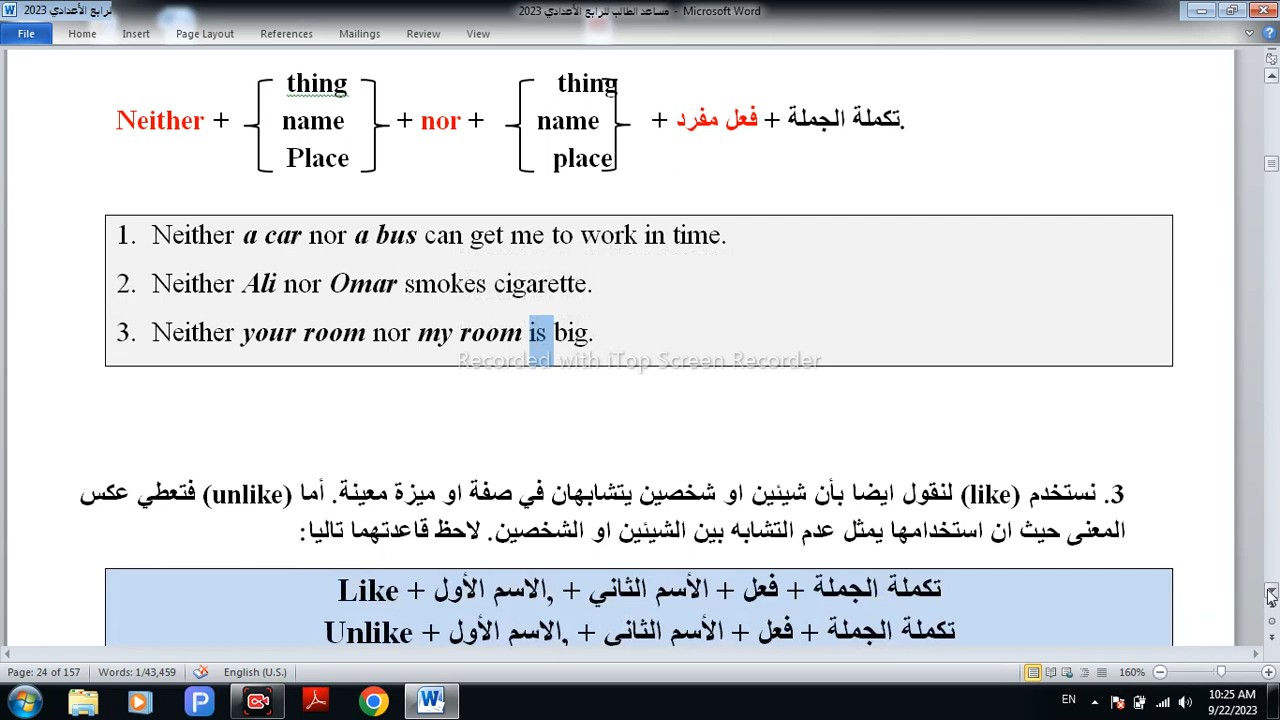 مساعد الطالب للرابع الأعدادي 2023 - Microsoft Word
للرابع الأعدادي 2023
File Home Insert Page Layout References Mailings Review View
thing thing
Neither + name + nor + name + فعل مفرد + تكملة الجملة.
Place place
1. Neither a car nor a bus can get me to work in time.
2. Neither Ali nor Omar smokes cigarette.
3. Neither your room nor my room is big.
Recorded with iTop Screen Recorder
3. نستخدم (like) لنقول ايضا بأن شيئين او شخصين يتشابهان في صفة او ميزة معينة. أما (unlike) فتعطي عكس
المعنى حيث ان استخدامها يمثل عدم التشابه بين الشيئين او الشخصين. لاحظ قاعدتهما تاليا:
Like + الاسم الأول, + الأسم الثاني + فعل + تكملة الجملة
Unlike + الاسم الأول, + الأسم الثاني + فعل + تكملة الجملة
Page: 24 of 157 Words: 1/43,459 English (U.S.) 160%
EN 10:25 AM
9/22/2023